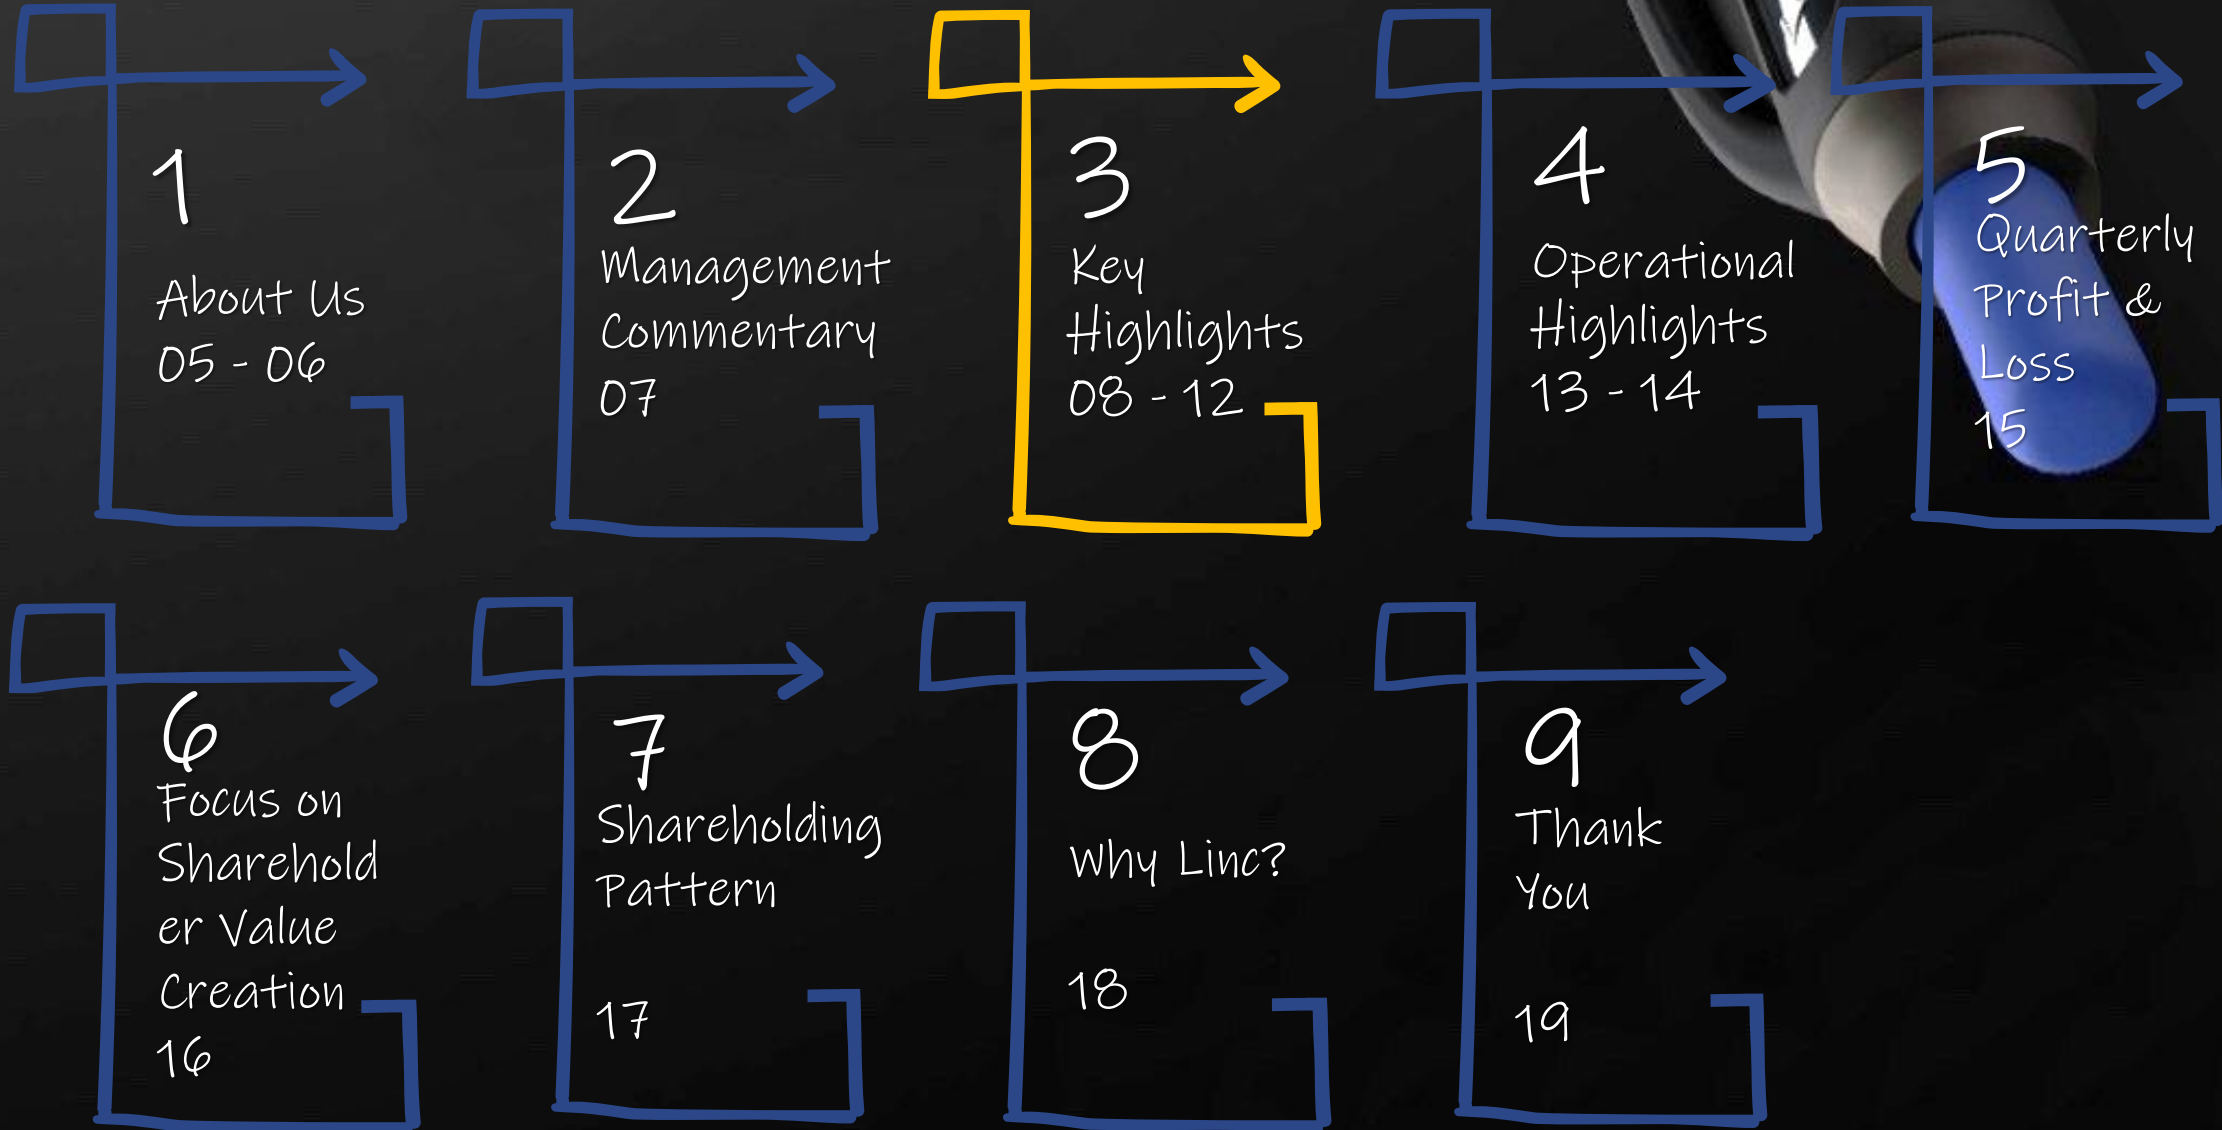 1
About Us
05 - 06
2
Management
Commentary
07
3
Key
Highlights
08 - 12
4
Operational
Highlights
13 - 14
5
Quarterly
Profit &
Loss
15
6
Focus on
Sharehold
er Value
Creation
16
7
Shareholding
Pattern
17
8
Why Linc?
18
9
Thank
You
19